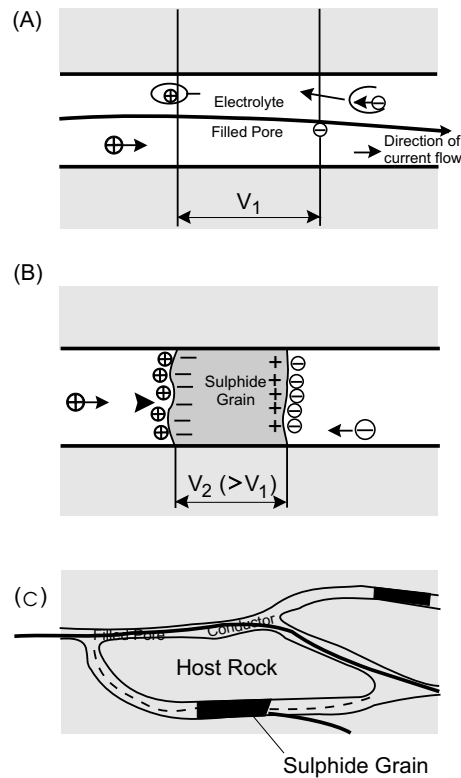 (A)
Electrolyte
Filled Pore
Direction of
current flow
V1
(B)
Sulphide
Grain
V2 (>V1)
(C)
Filled Pore
Conductor
Host Rock
Sulphide Grain